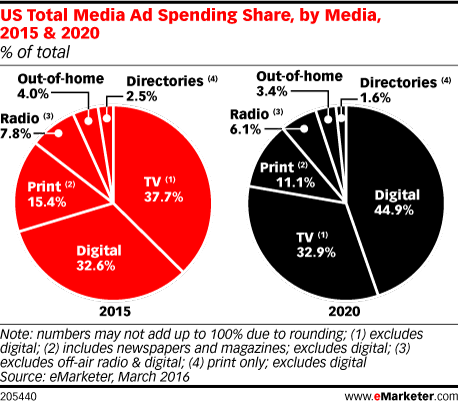 US Total Media Ad Spending Share, by Media,
2015 & 2020
% of total
Out-of-home
4.0%
Directories (4)
2.5%
Radio (3)
7.8%
Print (2)
15.4%
TV (1)
37.7%
Digital
32.6%
2015
Out-of-home
3.4%
Directories (4)
1.6%
Radio (3)
6.1%
Print (2)
11.1%
Digital
44.9%
TV (1)
32.9%
2020
Note: numbers may not add up to 100% due to rounding; (1) excludes
digital; (2) includes newspapers and magazines; excludes digital; (3)
excludes off-air radio & digital; (4) print only; excludes digital
Source: eMarketer, March 2016
205440
www.eMarketer.com